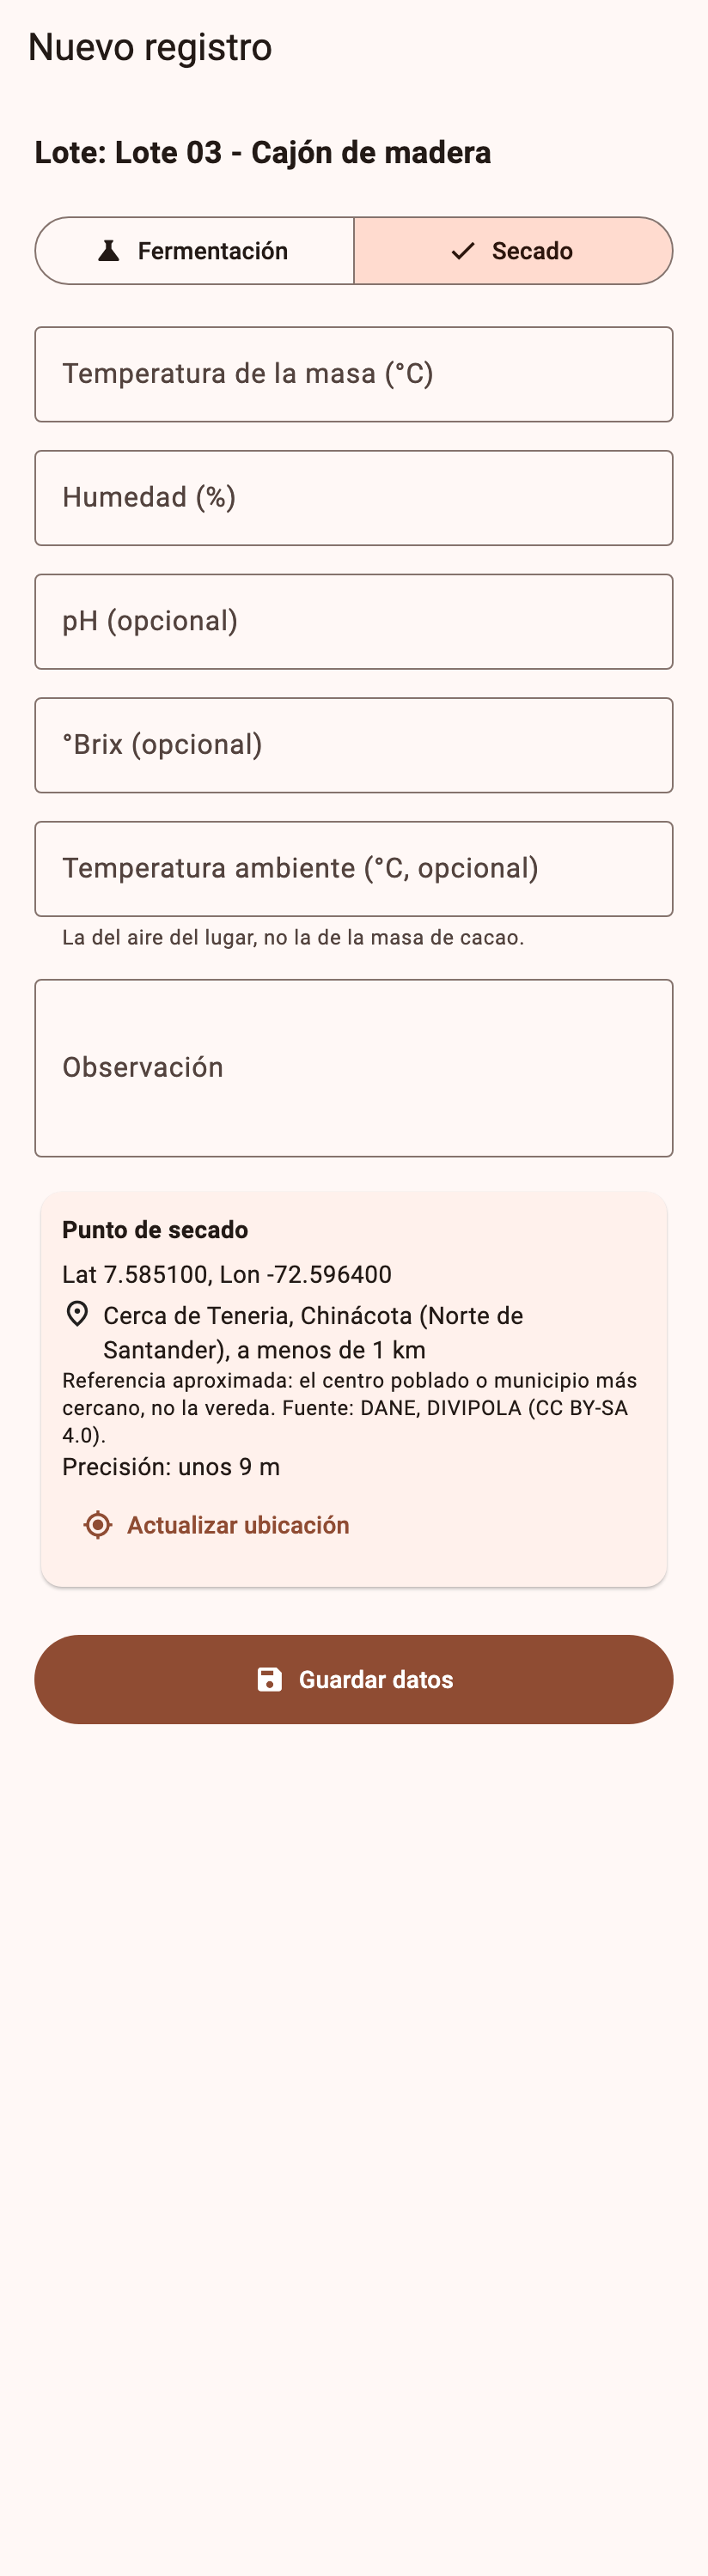 Nuevo registro
Lote: Lote 03 - Cajón de madera
Fermentación
Secado
Temperatura de la masa (°C)
Humedad (%)
pH (opcional)
°Brix (opcional)
Temperatura ambiente (°C, opcional)
La del aire del lugar, no la de la masa de cacao.
Observación
Punto de secado
Lat 7.585100, Lon -72.596400
Cerca de Teneria, Chinácota (Norte de
Santander), a menos de 1 km
Referencia aproximada: el centro poblado o municipio más
cercano, no la vereda. Fuente: DANE, DIVIPOLA (CC BY-SA
4.0).
Precisión: unos 9 m
Actualizar ubicación
Guardar datos